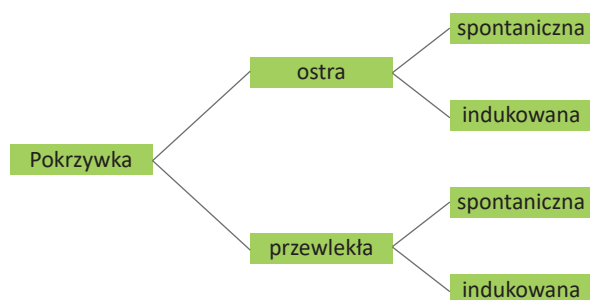 Pokrzywka
ostra
spontaniczna
indukowana
przewlekła
spontaniczna
indukowana